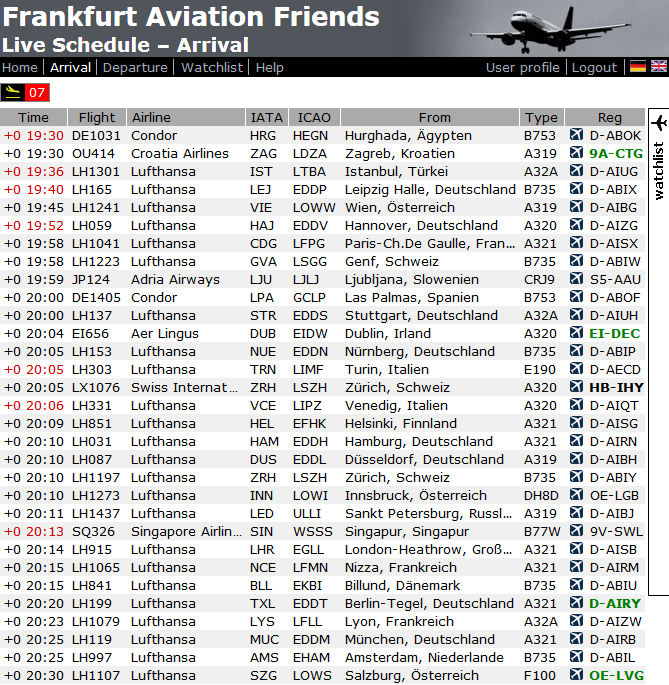 Frankfurt Aviation Friends
Live Schedule – Arrival
Home | Arrival | Departure | Watchlist | Help User profile | Logout |
07
Time Flight Airline IATA ICAO From Type Reg
watchlist
+0 19:30 DE1031 Condor HRG HEGN Hurghada, Ägypten B753 D-ABOK
+0 19:30 OU414 Croatia Airlines ZAG LDZA Zagreb, Kroatien A319 9A-CTG
+0 19:36 LH1301 Lufthansa IST LTBA Istanbul, Türkei A32A D-AIUG
+0 19:40 LH165 Lufthansa LEJ EDDP Leipzig Halle, Deutschland B735 D-ABIX
+0 19:45 LH1241 Lufthansa VIE LOWW Wien, Österreich A319 D-AIBG
+0 19:52 LH059 Lufthansa HAJ EDDV Hannover, Deutschland A320 D-AIZG
+0 19:58 LH1041 Lufthansa CDG LFPG Paris-Ch.De Gaulle, Fran... A321 D-AISX
+0 19:58 LH1223 Lufthansa GVA LSGG Genf, Schweiz B735 D-ABIW
+0 19:59 JP124 Adria Airways LJU LJLJ Ljubljana, Slowenien CRJ9 S5-AAU
+0 20:00 DE1405 Condor LPA GCLP Las Palmas, Spanien B753 D-ABOF
+0 20:00 LH137 Lufthansa STR EDDS Stuttgart, Deutschland A32A D-AIUH
+0 20:04 EI656 Aer Lingus DUB EIDW Dublin, Irland A320 EI-DEC
+0 20:05 LH153 Lufthansa NUE EDDN Nürnberg, Deutschland B735 D-ABIP
+0 20:05 LH303 Lufthansa TRN LIMF Turin, Italien E190 D-AECD
+0 20:05 LX1076 Swiss Internat... ZRH LSZH Zürich, Schweiz A320 HB-IHY
+0 20:06 LH331 Lufthansa VCE LIPZ Venedig, Italien A320 D-AIQT
+0 20:09 LH851 Lufthansa HEL EFHK Helsinki, Finnland A321 D-AISG
+0 20:10 LH031 Lufthansa HAM EDDH Hamburg, Deutschland A321 D-AIRN
+0 20:10 LH087 Lufthansa DUS EDDL Düsseldorf, Deutschland A319 D-AIBH
+0 20:10 LH1197 Lufthansa ZRH LSZH Zürich, Schweiz B735 D-ABIY
+0 20:10 LH1273 Lufthansa INN LOWI Innsbruck, Österreich DH8D OE-LGB
+0 20:11 LH1437 Lufthansa LED ULLI Sankt Petersburg, Russl... A319 D-AIBJ
+0 20:13 SQ326 Singapore Airlin... SIN WSSS Singapur, Singapur B77W 9V-SWL
+0 20:14 LH915 Lufthansa LHR EGLL London-Heathrow, Groß... A321 D-AISB
+0 20:15 LH1065 Lufthansa NCE LFMN Nizza, Frankreich A321 D-AIRM
+0 20:15 LH841 Lufthansa BLL EKBI Billund, Dänemark B735 D-ABIU
+0 20:20 LH199 Lufthansa TXL EDDT Berlin-Tegel, Deutschland A321 D-AIRY
+0 20:23 LH1079 Lufthansa LYS LFLL Lyon, Frankreich A32A D-AIZW
+0 20:25 LH119 Lufthansa MUC EDDM München, Deutschland A321 D-AIRB
+0 20:25 LH997 Lufthansa AMS EHAM Amsterdam, Niederlande B735 D-ABIL
+0 20:30 LH1107 Lufthansa SZG LOWS Salzburg, Österreich F100 OE-LVG